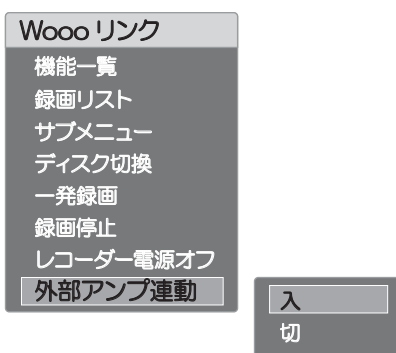 Wooo リンク
機能一覧
録画リスト
サブメニュー
ディスク切換
一発録画
録画停止
レコーダー電源オフ
外部アンプ連動
入
切